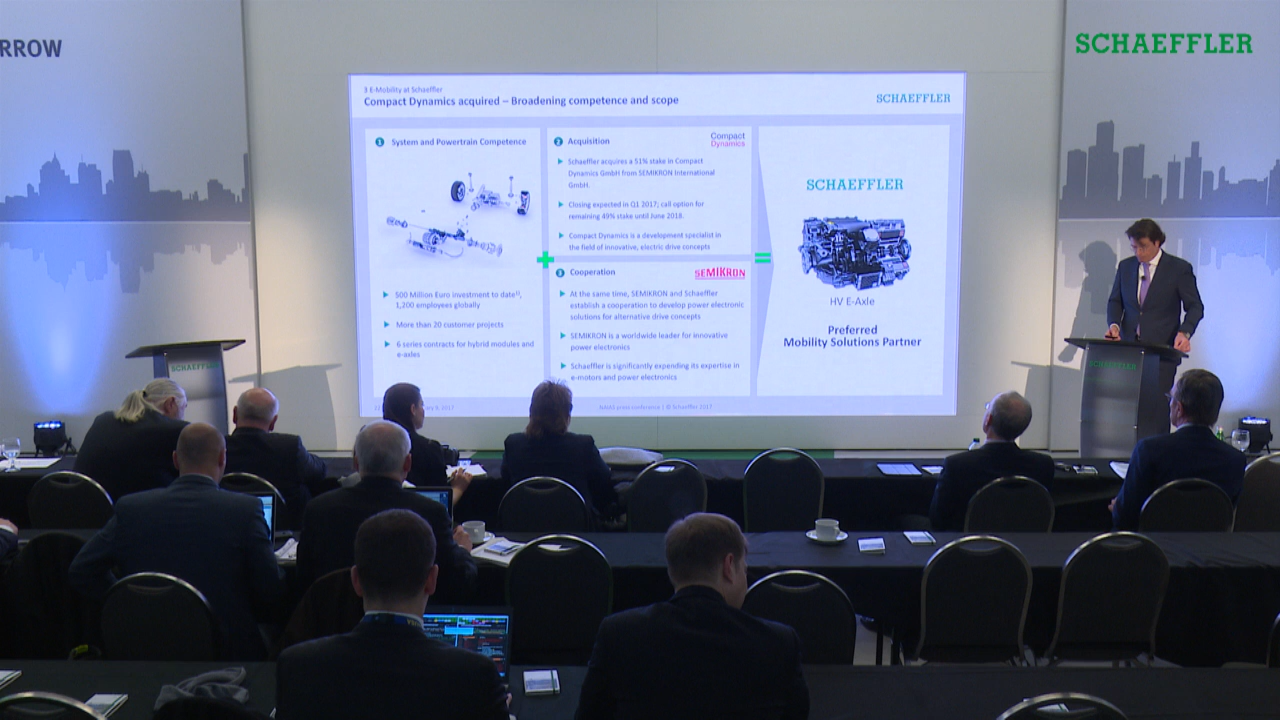 RROW
SCHAEFFLER
3 E-Mobility at Schaeffler
Compact Dynamics acquired – Broadening competence and scope
SCHAEFFLER
1 System and Powertrain Competence
500 Million Euro investment to date¹⁾,
1,200 employees globally
More than 20 customer projects
6 series contracts for hybrid modules and
e-axles
2 Acquisition
Compact
Dynamics
Schaeffler acquires a 51% stake in Compact
Dynamics GmbH from SEMIKRON International
GmbH.
Closing expected in Q1 2017; call option for
remaining 49% stake until June 2018.
Compact Dynamics is a development specialist in
the field of innovative, electric drive concepts
3 Cooperation
SEMIKRON
At the same time, SEMIKRON and Schaeffler
establish a cooperation to develop power electronic
solutions for alternative drive concepts
SEMIKRON is a worldwide leader for innovative
power electronics
Schaeffler is significantly expending its expertise in
e-motors and power electronics
+
=
SCHAEFFLER
HV E-Axle
Preferred
Mobility Solutions Partner
2017
NAIAS press conference | © Schaeffler 2017
SCHAEFFLER
SCHAEFFLER